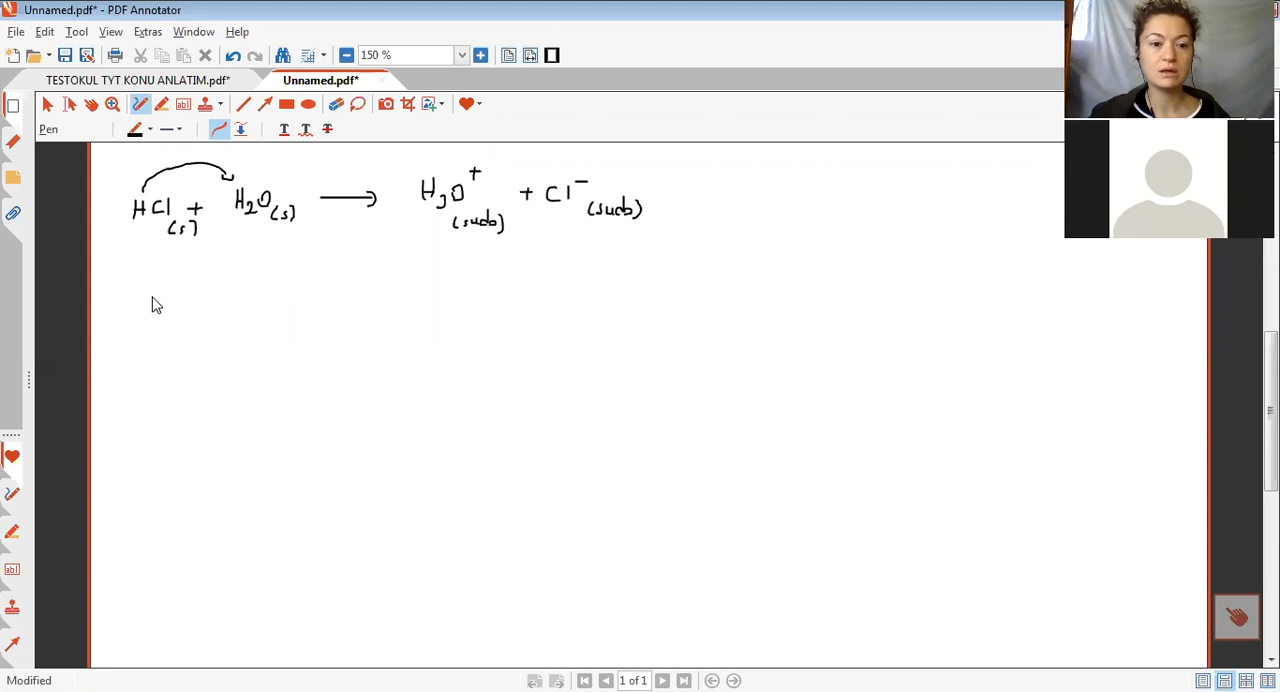 Unnamed.pdf* - PDF Annotator
File Edit Tool View Extras Window Help
150 %
TESTOKUL TYT KONU ANLATIM.pdf* Unnamed.pdf*
Pen
HCl(s) + H₂O(s) ⟶ H₃O⁺(suda) + Cl⁻(suda)
Modified
1 of 1